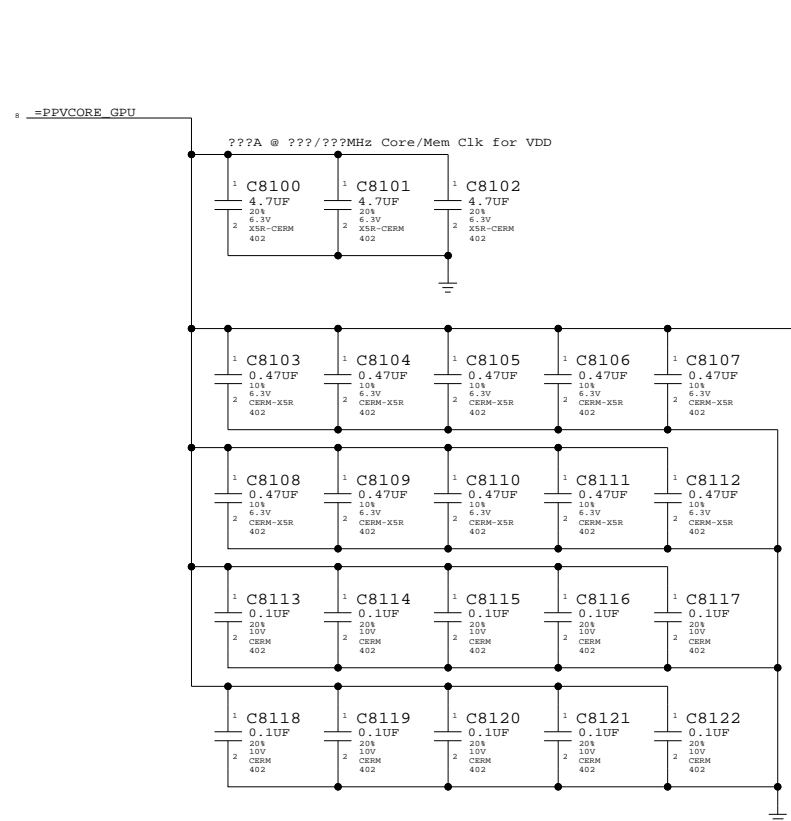 8 =PPVCORE_GPU
???A @ ???/???MHz Core/Mem Clk for VDD
1 C8100 1 C8101 1 C8102
4.7UF 4.7UF 4.7UF
20% 20% 20%
6.3V 6.3V 6.3V
2 X5R-CERM 2 X5R-CERM 2 X5R-CERM
402 402 402
1 C8103 1 C8104 1 C8105 1 C8106 1 C8107
0.47UF 0.47UF 0.47UF 0.47UF 0.47UF
10% 10% 10% 10% 10%
6.3V 6.3V 6.3V 6.3V 6.3V
2 CERM-X5R 2 CERM-X5R 2 CERM-X5R 2 CERM-X5R 2 CERM-X5R
402 402 402 402 402
1 C8108 1 C8109 1 C8110 1 C8111 1 C8112
0.47UF 0.47UF 0.47UF 0.47UF 0.47UF
10% 10% 10% 10% 10%
6.3V 6.3V 6.3V 6.3V 6.3V
2 CERM-X5R 2 CERM-X5R 2 CERM-X5R 2 CERM-X5R 2 CERM-X5R
402 402 402 402 402
1 C8113 1 C8114 1 C8115 1 C8116 1 C8117
0.1UF 0.1UF 0.1UF 0.1UF 0.1UF
20% 20% 20% 20% 20%
10V 10V 10V 10V 10V
2 CERM 2 CERM 2 CERM 2 CERM 2 CERM
402 402 402 402 402
1 C8118 1 C8119 1 C8120 1 C8121 1 C8122
0.1UF 0.1UF 0.1UF 0.1UF 0.1UF
20% 20% 20% 20% 20%
10V 10V 10V 10V 10V
2 CERM 2 CERM 2 CERM 2 CERM 2 CERM
402 402 402 402 402